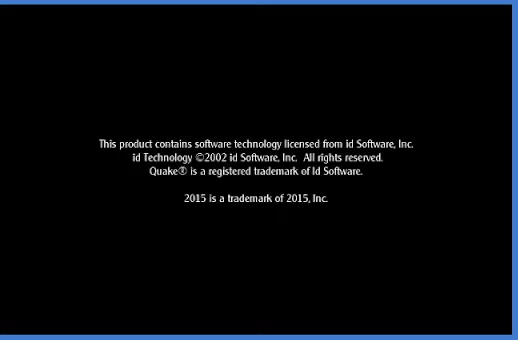 This product contains software technology licensed from id Software, Inc.
id Technology ©2002 id Software, Inc. All rights reserved.
Quake® is a registered trademark of Id Software.
2015 is a trademark of 2015, Inc.